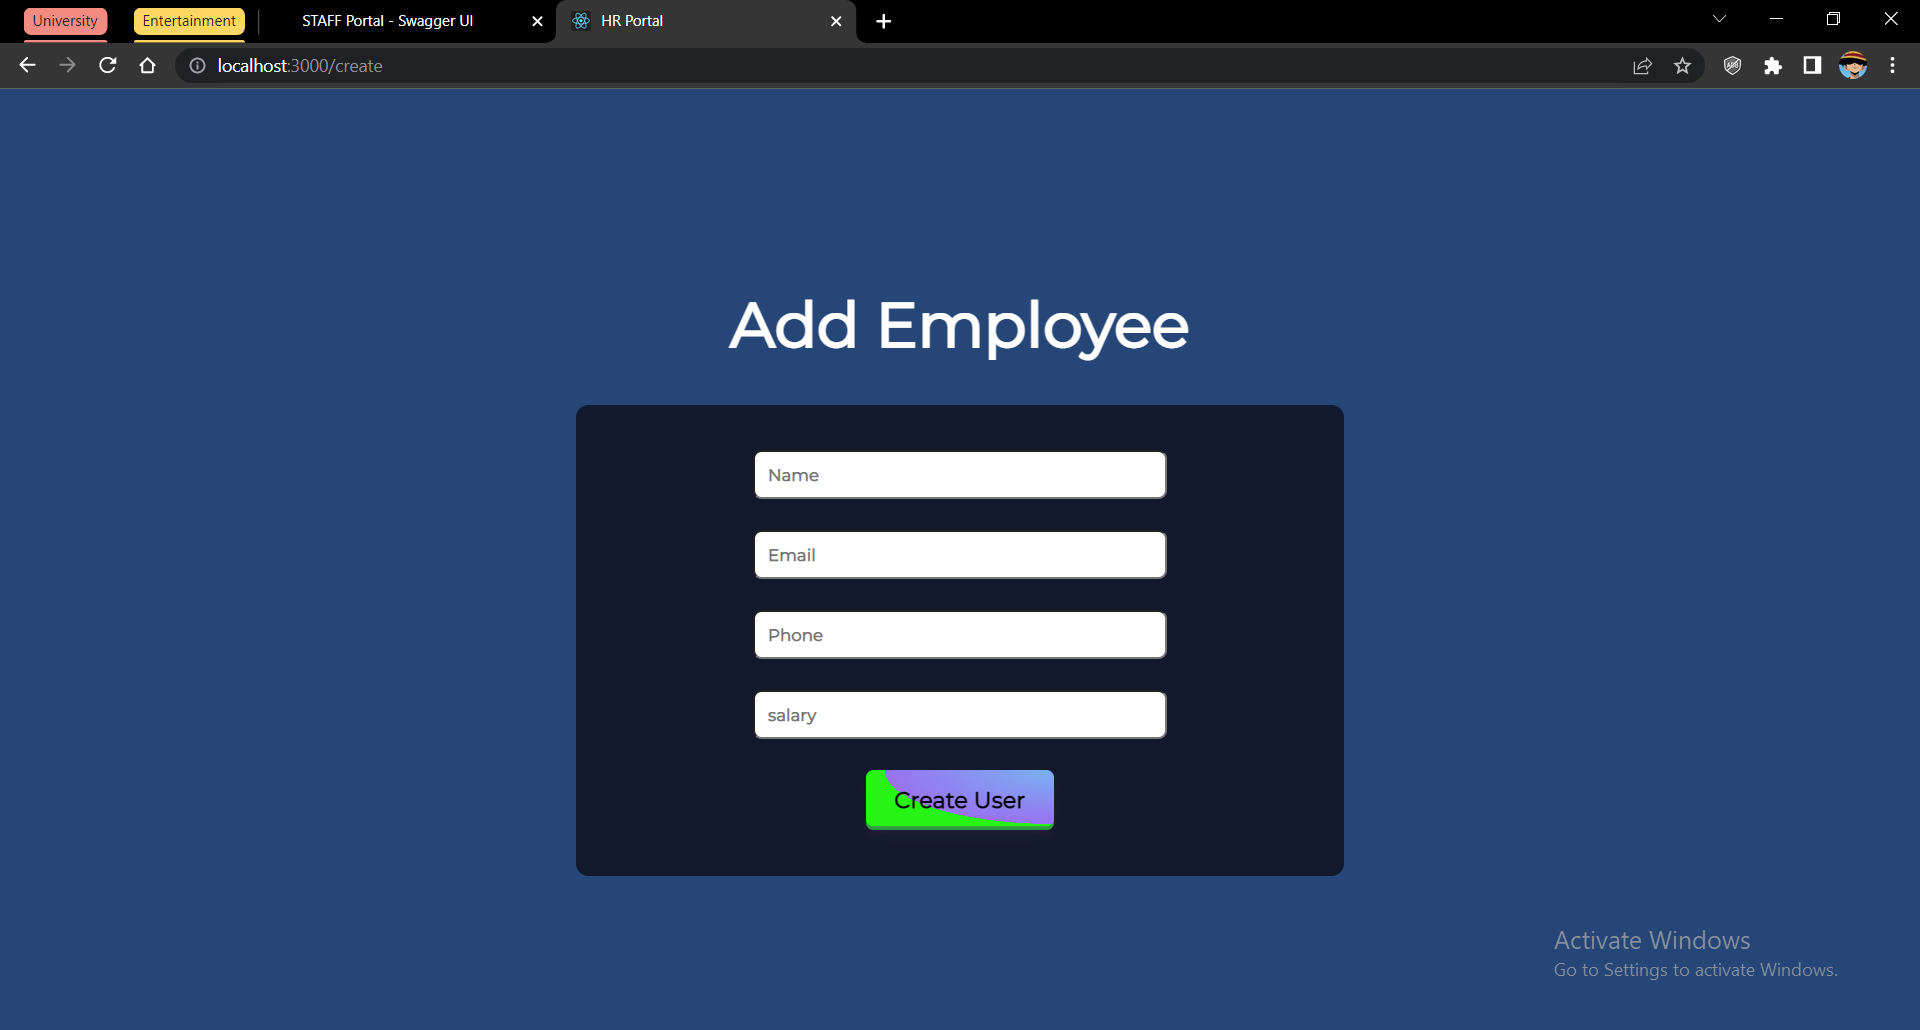 University
Entertainment
STAFF Portal - Swagger UI
HR Portal
localhost:3000/create
Add Employee
Name
Email
Phone
salary
Create User
Activate Windows
Go to Settings to activate Windows.